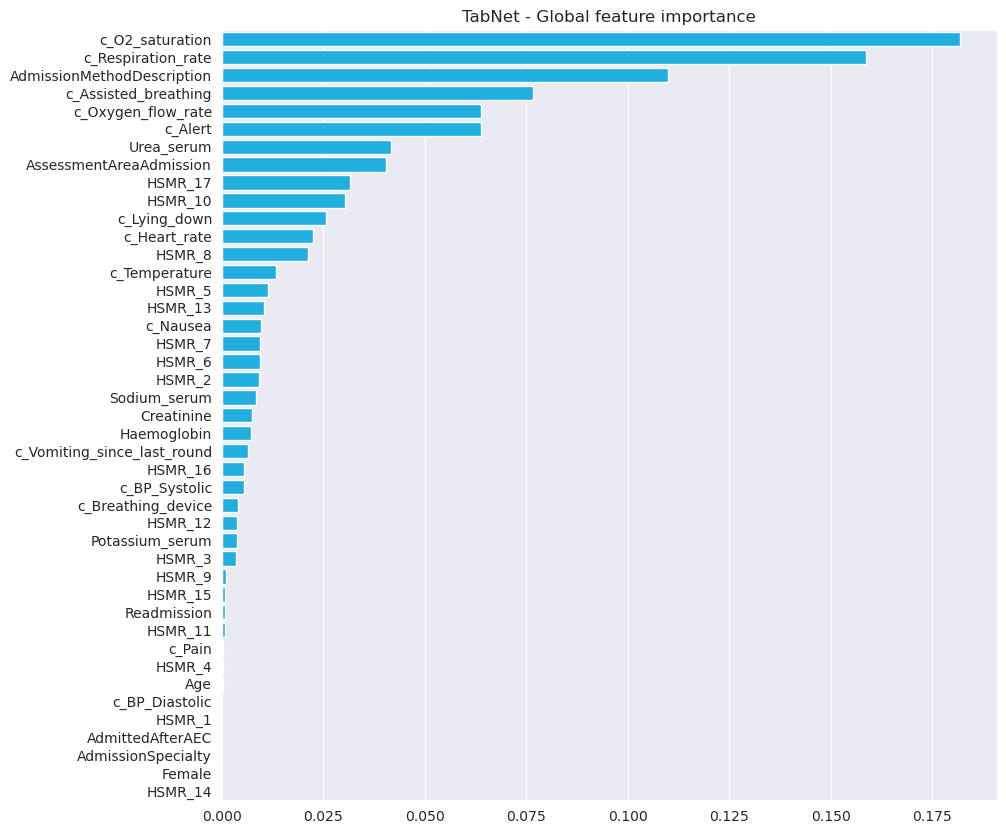 TabNet - Global feature importance
c_O2_saturation
c_Respiration_rate
AdmissionMethodDescription
c_Assisted_breathing
c_Oxygen_flow_rate
c_Alert
Urea_serum
AssessmentAreaAdmission
HSMR_17
HSMR_10
c_Lying_down
c_Heart_rate
HSMR_8
c_Temperature
HSMR_5
HSMR_13
c_Nausea
HSMR_7
HSMR_6
HSMR_2
Sodium_serum
Creatinine
Haemoglobin
c_Vomiting_since_last_round
HSMR_16
c_BP_Systolic
c_Breathing_device
HSMR_12
Potassium_serum
HSMR_3
HSMR_9
HSMR_15
Readmission
HSMR_11
c_Pain
HSMR_4
Age
c_BP_Diastolic
HSMR_1
AdmittedAfterAEC
AdmissionSpecialty
Female
HSMR_14
0.000 0.025 0.050 0.075 0.100 0.125 0.150 0.175